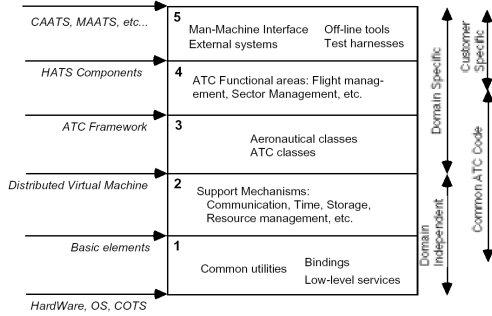 CAATS, MAATS, etc...
5
Man-Machine Interface
Off-line tools
External systems
Test harnesses
HATS Components
4
ATC Functional areas: Flight manag-
ement, Sector Management, etc.
ATC Framework
3
Aeronautical classes
ATC classes
Distributed Virtual Machine
2
Support Mechanisms:
Communication, Time, Storage,
Resource management, etc.
Basic elements
1
Common utilities
Bindings
Low-level services
HardWare, OS, COTS
Domain Specific
Domain
Independent
Customer
Specific
Common ATC Code